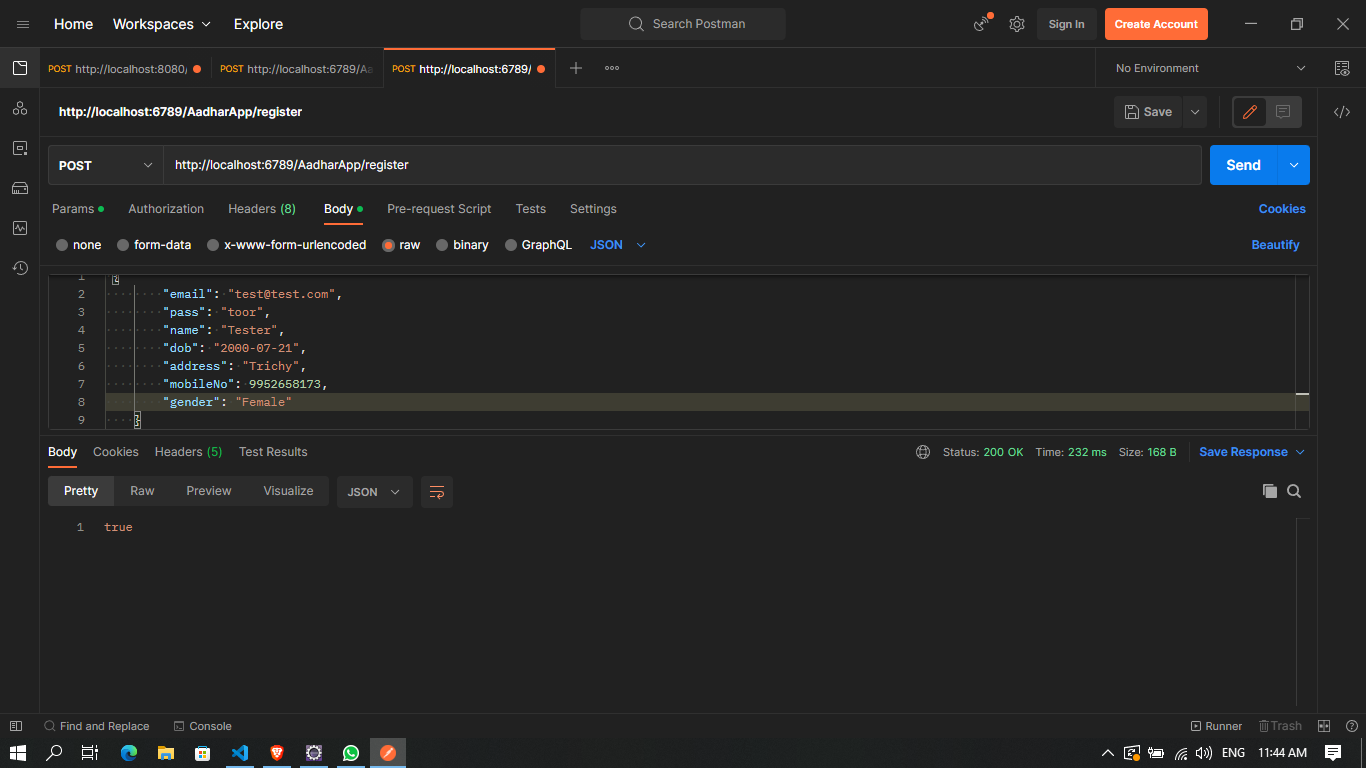 Home Workspaces Explore Search Postman Sign In Create Account
POST http://localhost:8080/ POST http://localhost:6789/Aa POST http://localhost:6789/ No Environment
http://localhost:6789/AadharApp/register Save
POST http://localhost:6789/AadharApp/register Send
Params Authorization Headers (8) Body Pre-request Script Tests Settings Cookies
none form-data x-www-form-urlencoded raw binary GraphQL JSON Beautify
1 {
2 "email": "test@test.com",
3 "pass": "toor",
4 "name": "Tester",
5 "dob": "2000-07-21",
6 "address": "Trichy",
7 "mobileNo": 9952658173,
8 "gender": "Female"
9 }
Body Cookies Headers (5) Test Results Status: 200 OK Time: 232 ms Size: 168 B Save Response
Pretty Raw Preview Visualize JSON
1 true
Find and Replace Console Runner Trash
ENG 11:44 AM